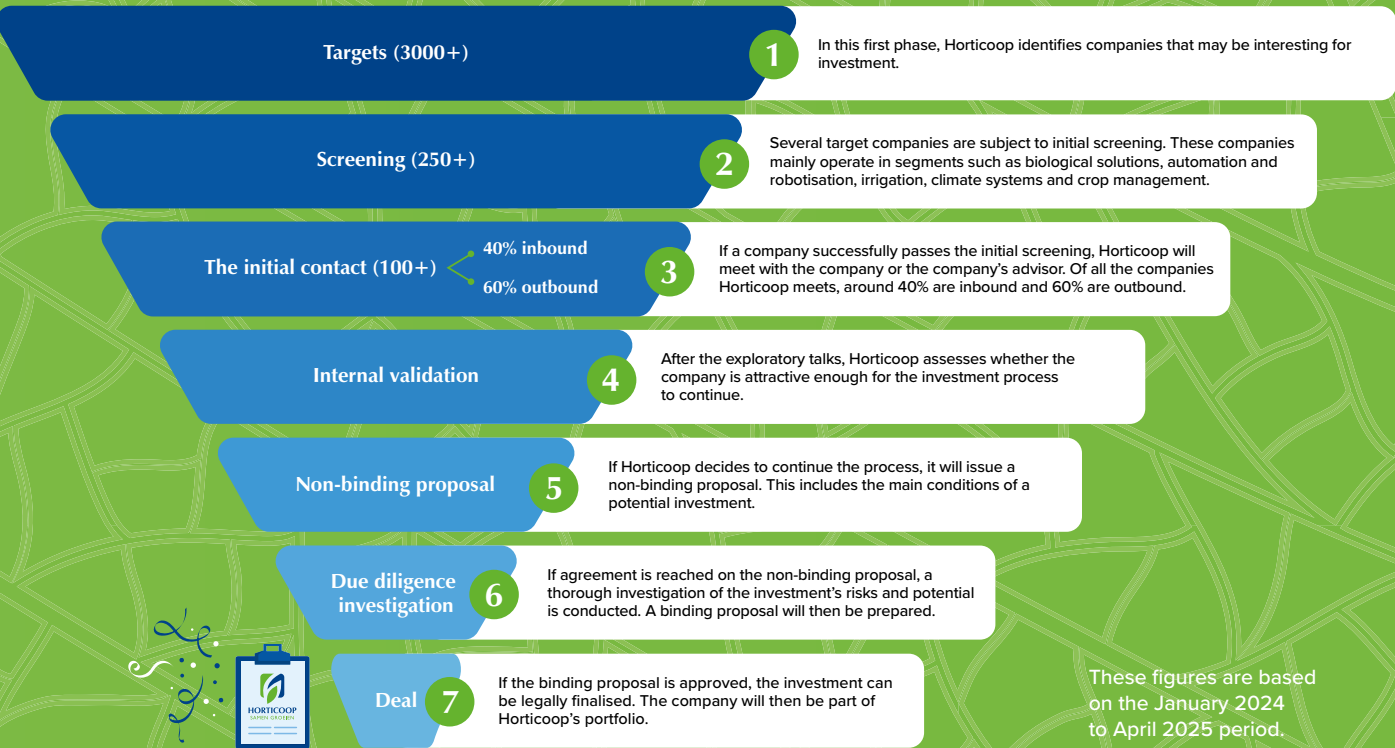 Targets (3000+)
1
In this first phase, Horticoop identifies companies that may be interesting for
investment.
Screening (250+)
2
Several target companies are subject to initial screening. These companies
mainly operate in segments such as biological solutions, automation and
robotisation, irrigation, climate systems and crop management.
The initial contact (100+)
40% inbound
60% outbound
3
If a company successfully passes the initial screening, Horticoop will
meet with the company or the company’s advisor. Of all the companies
Horticoop meets, around 40% are inbound and 60% are outbound.
Internal validation
4
After the exploratory talks, Horticoop assesses whether the
company is attractive enough for the investment process
to continue.
Non-binding proposal
5
If Horticoop decides to continue the process, it will issue a
non-binding proposal. This includes the main conditions of a
potential investment.
Due diligence
investigation
6
If agreement is reached on the non-binding proposal, a
thorough investigation of the investment’s risks and potential
is conducted. A binding proposal will then be prepared.
HORTICOOP
SAMEN GROEIEN
Deal
7
If the binding proposal is approved, the investment can
be legally finalised. The company will then be part of
Horticoop’s portfolio.
These figures are based
on the January 2024
to April 2025 period.